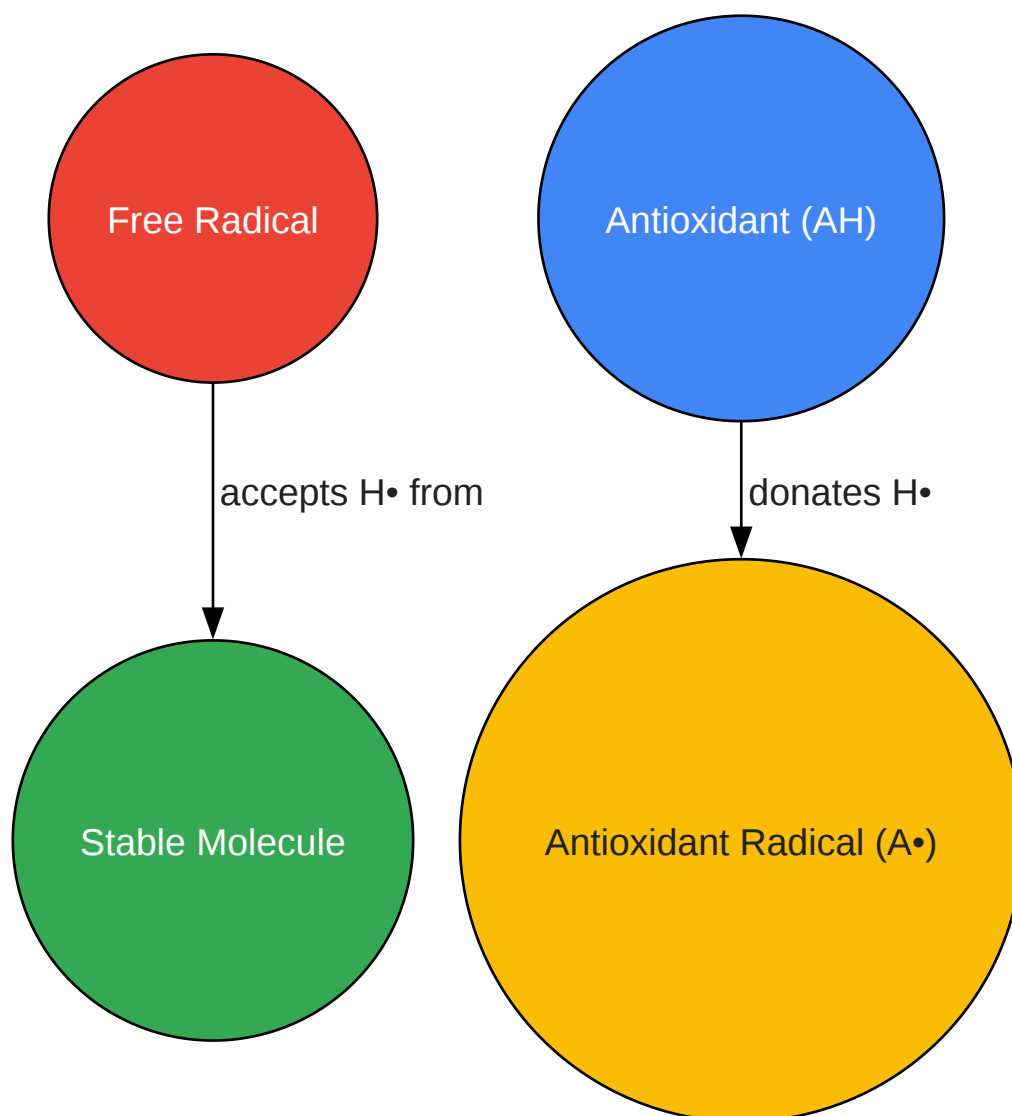 Free Radical
Antioxidant (AH)
accepts H• from
donates H•
Stable Molecule
Antioxidant Radical (A•)